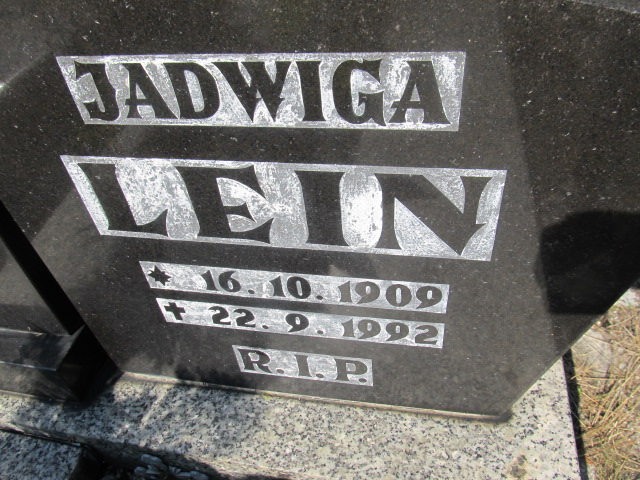 JADWIGA
LEIN
* 16. 10. 1909
✝ 22. 9. 1992
R.I.P.